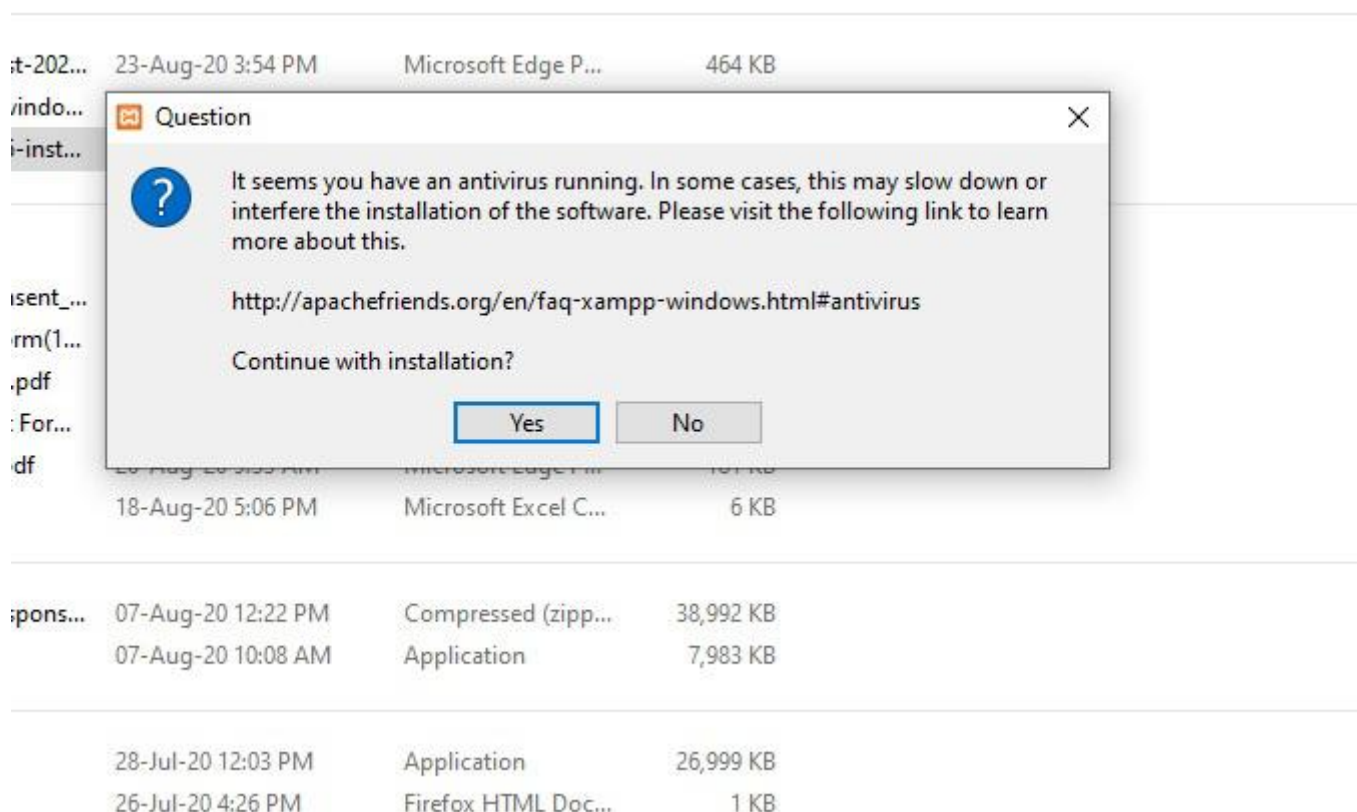 st-202... 23-Aug-20 3:54 PM Microsoft Edge P... 464 KB
vindo...
Question
-inst...
It seems you have an antivirus running. In some cases, this may slow down or
interfere the installation of the software. Please visit the following link to learn
more about this.
http://apachefriends.org/en/faq-xampp-windows.html#antivirus
sent_...
rm(1...
Continue with installation?
.pdf
Yes No
: For...
df
18-Aug-20 5:06 PM Microsoft Excel C... 6 KB
spons... 07-Aug-20 12:22 PM Compressed (zipp... 38,992 KB
07-Aug-20 10:08 AM Application 7,983 KB
28-Jul-20 12:03 PM Application 26,999 KB
26-Jul-20 4:26 PM Firefox HTML Doc... 1 KB